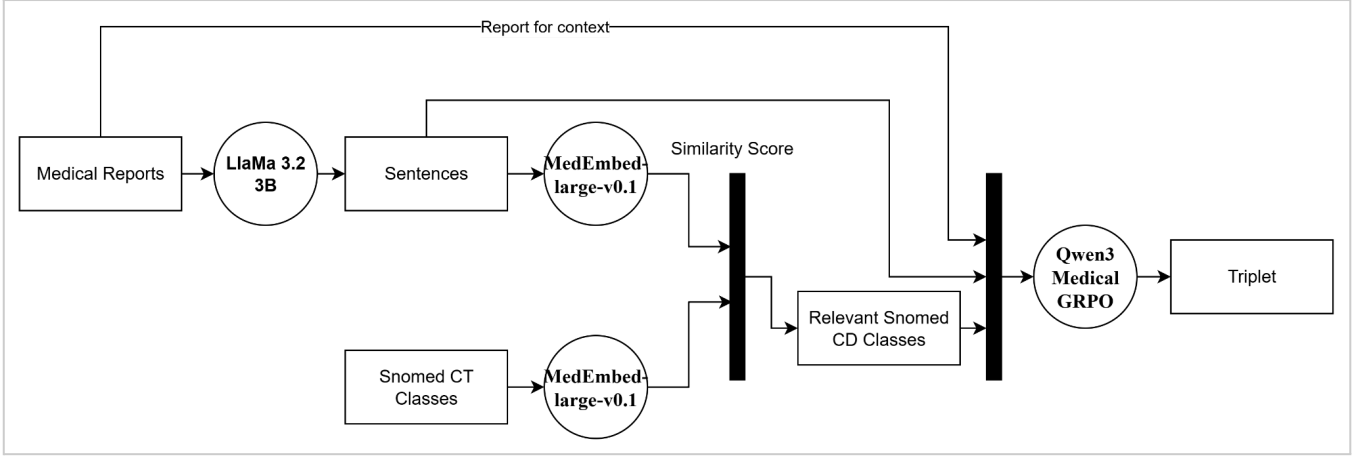 Report for context
Medical Reports
LlaMa 3.2
3B
Sentences
MedEmbed-
large-v0.1
Similarity Score
Snomed CT
Classes
MedEmbed-
large-v0.1
Relevant Snomed
CD Classes
Qwen3
Medical
GRPO
Triplet